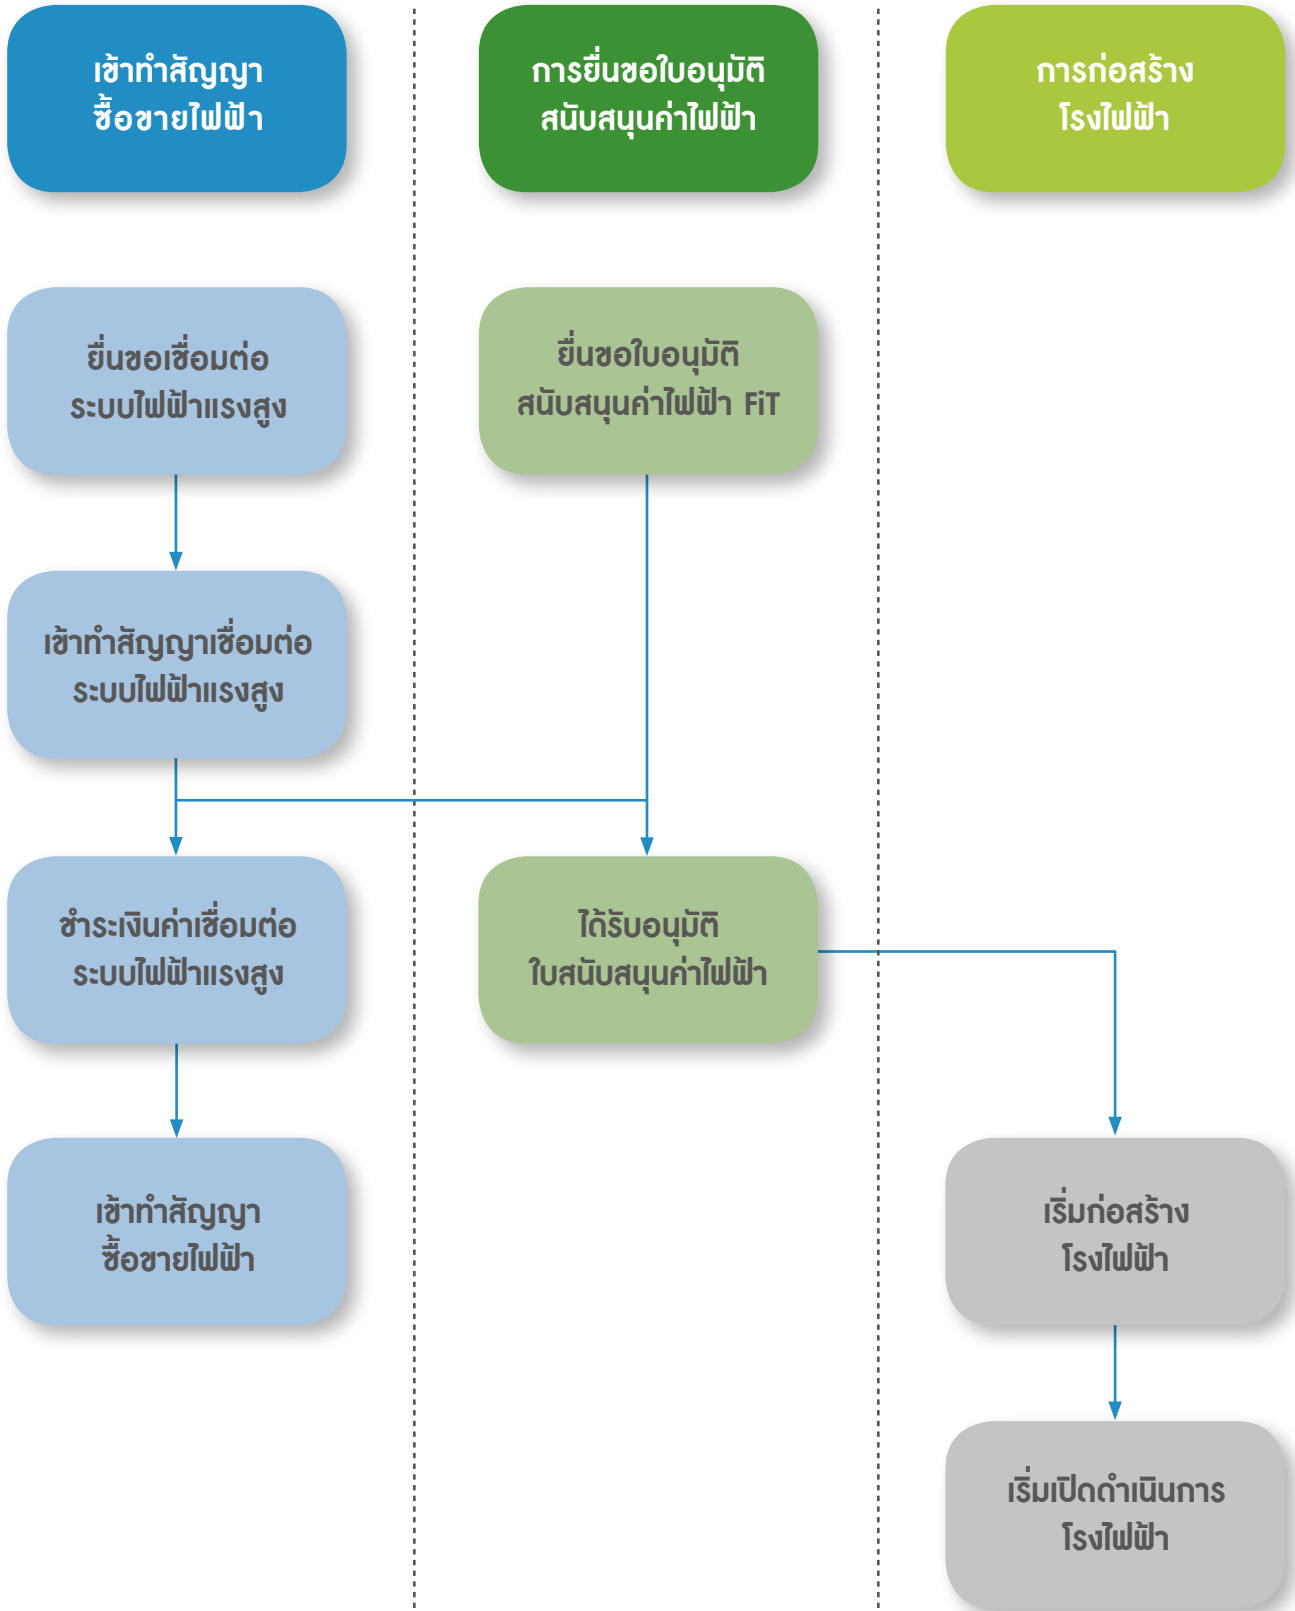 เข้าทำสัญญา
ซื้อขายไฟฟ้า
การยื่นขอใบอนุมัติ
สนับสนุนค่าไฟฟ้า
การก่อสร้าง
โรงไฟฟ้า
ยื่นขอเชื่อมต่อ
ระบบไฟฟ้าแรงสูง
ยื่นขอใบอนุมัติ
สนับสนุนค่าไฟฟ้า FiT
เข้าทำสัญญาเชื่อมต่อ
ระบบไฟฟ้าแรงสูง
ชำระเงินค่าเชื่อมต่อ
ระบบไฟฟ้าแรงสูง
ได้รับอนุมัติ
ใบสนับสนุนค่าไฟฟ้า
เข้าทำสัญญา
ซื้อขายไฟฟ้า
เริ่มก่อสร้าง
โรงไฟฟ้า
เริ่มเปิดดำเนินการ
โรงไฟฟ้า